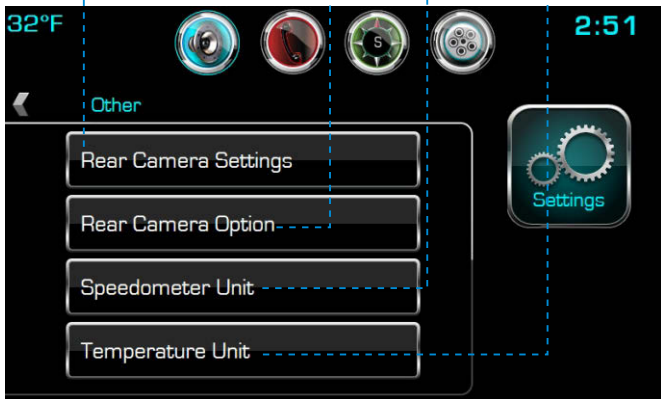 32°F
2:51
S
Other
Rear Camera Settings
Settings
Rear Camera Option
Speedometer Unit
Temperature Unit